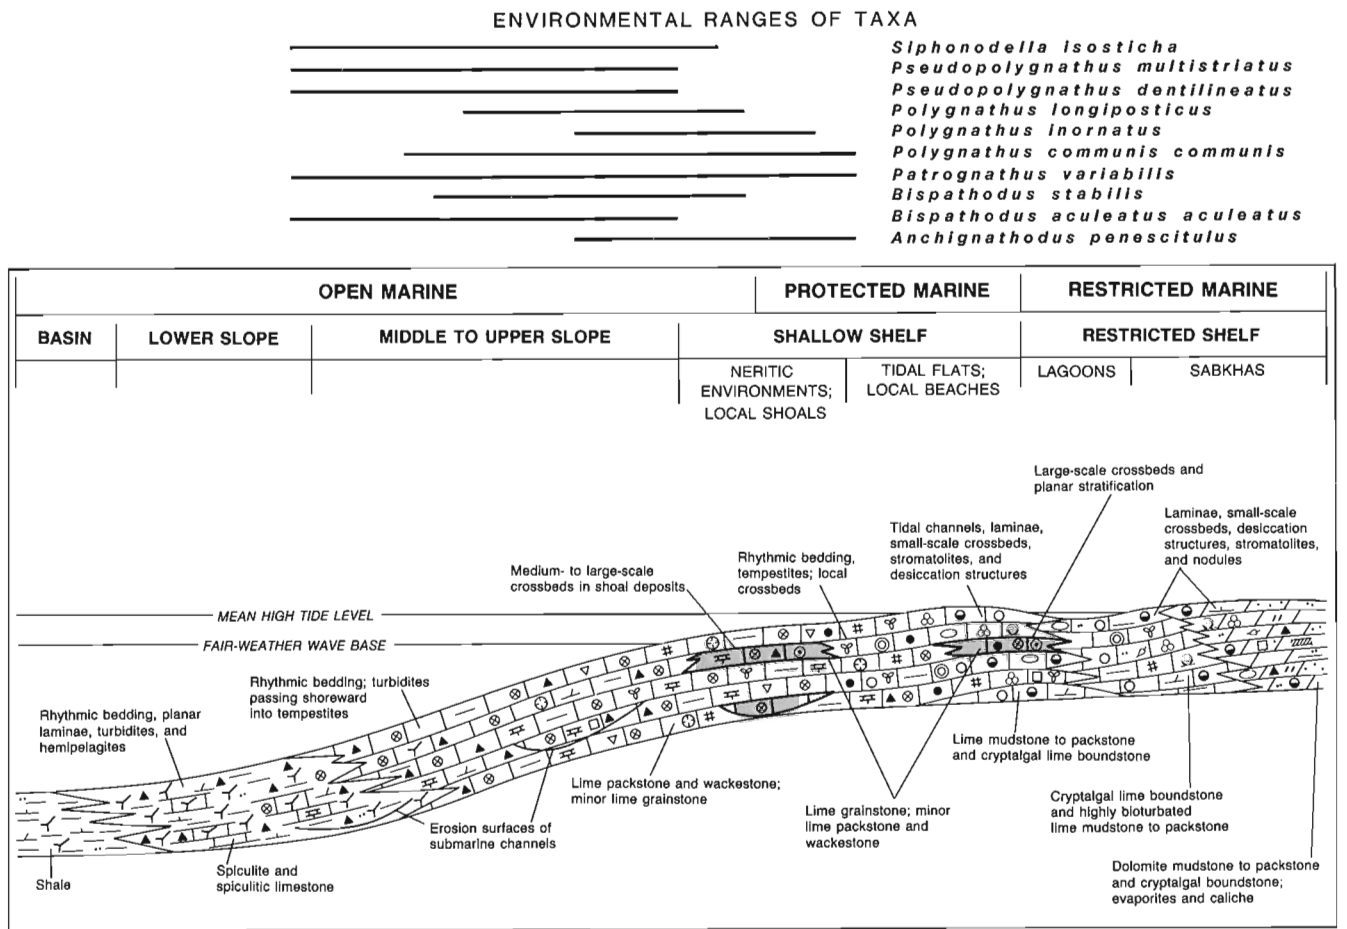 ENVIRONMENTAL RANGES OF TAXA
Siphonodella isosticha
Pseudopolygnathus multistriatus
Pseudopolygnathus dentilineatus
Polygnathus longiposticus
Polygnathus inornatus
Polygnathus communis communis
Patrognathus variabilis
Bispathodus stabilis
Bispathodus aculeatus aculeatus
Anchignathodus penescitulus
OPEN MARINE
PROTECTED MARINE
RESTRICTED MARINE
BASIN
LOWER SLOPE
MIDDLE TO UPPER SLOPE
SHALLOW SHELF
RESTRICTED SHELF
NERITIC
ENVIRONMENTS;
LOCAL SHOALS
TIDAL FLATS;
LOCAL BEACHES
LAGOONS
SABKHAS
Large-scale crossbeds and
planar stratification
Laminae, small-scale
crossbeds, desiccation
structures, stromatolites,
and nodules
Tidal channels, laminae,
small-scale crossbeds,
stromatolites, and
desiccation structures
Rhythmic bedding,
tempestites; local
crossbeds
Medium- to large-scale
crossbeds in shoal deposits
MEAN HIGH TIDE LEVEL
FAIR-WEATHER WAVE BASE
Rhythmic bedding; turbidites
passing shoreward
into tempestites
Rhythmic bedding, planar
laminae, turbidites, and
hemipelagites
Lime mudstone to packstone
and cryptalgal lime boundstone
Lime packstone and wackestone;
minor lime grainstone
Cryptalgal lime boundstone
and highly bioturbated
lime mudstone to packstone
Lime grainstone; minor
lime packstone and
wackestone
Erosion surfaces of
submarine channels
Dolomite mudstone to packstone
and cryptalgal boundstone;
evaporites and caliche
Spiculite and
spiculitic limestone
Shale